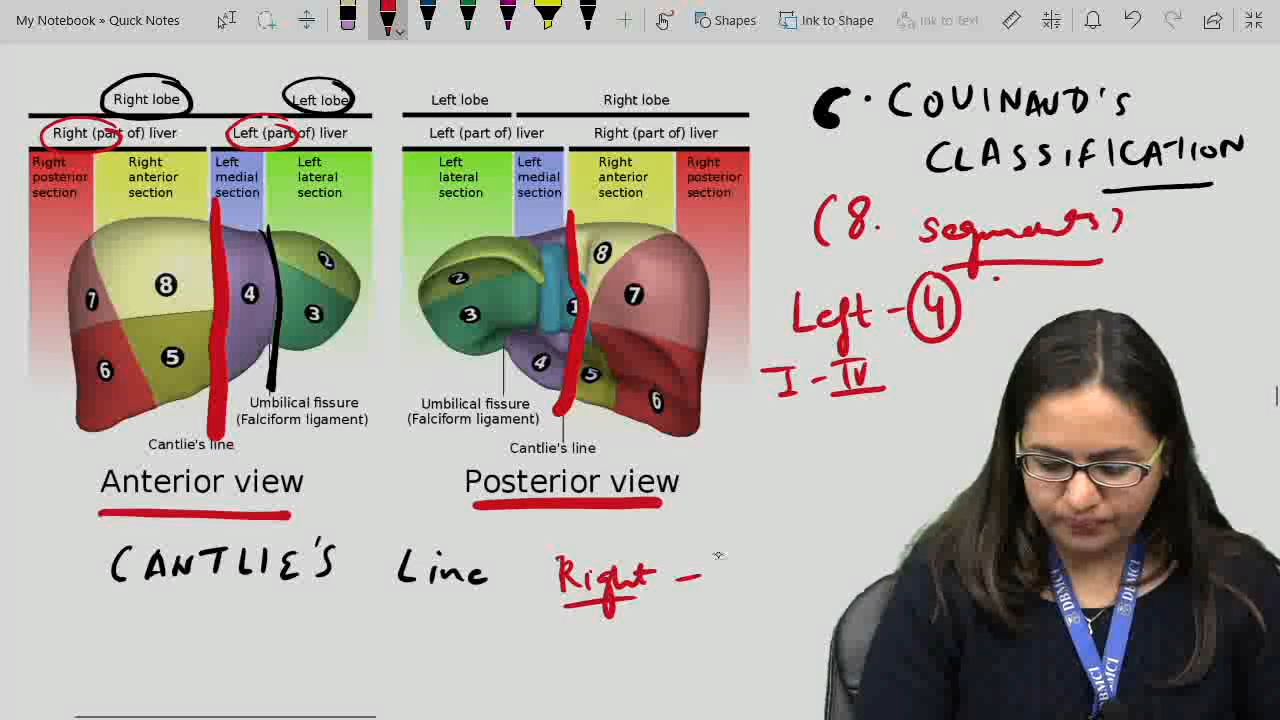 My Notebook » Quick Notes
Shapes
Ink to Shape
Ink to Text
Right lobe
Left lobe
Right (part of) liver
Left (part of) liver
Right posterior section
Right anterior section
Left medial section
Left lateral section
7
8
4
2
3
6
5
Umbilical fissure
(Falciform ligament)
Cantlie's line
Anterior view
Left lobe
Right lobe
Left (part of) liver
Right (part of) liver
Left lateral section
Left medial section
Right anterior section
Right posterior section
2
3
1
8
7
4
5
6
Umbilical fissure
(Falciform ligament)
Cantlie's line
Posterior view
6. COUINAUD'S
CLASSIFICATION
(8. segments)
Left - 4
I - IV
CANTLIE'S Line
Right -
DBMCI
DBMCI